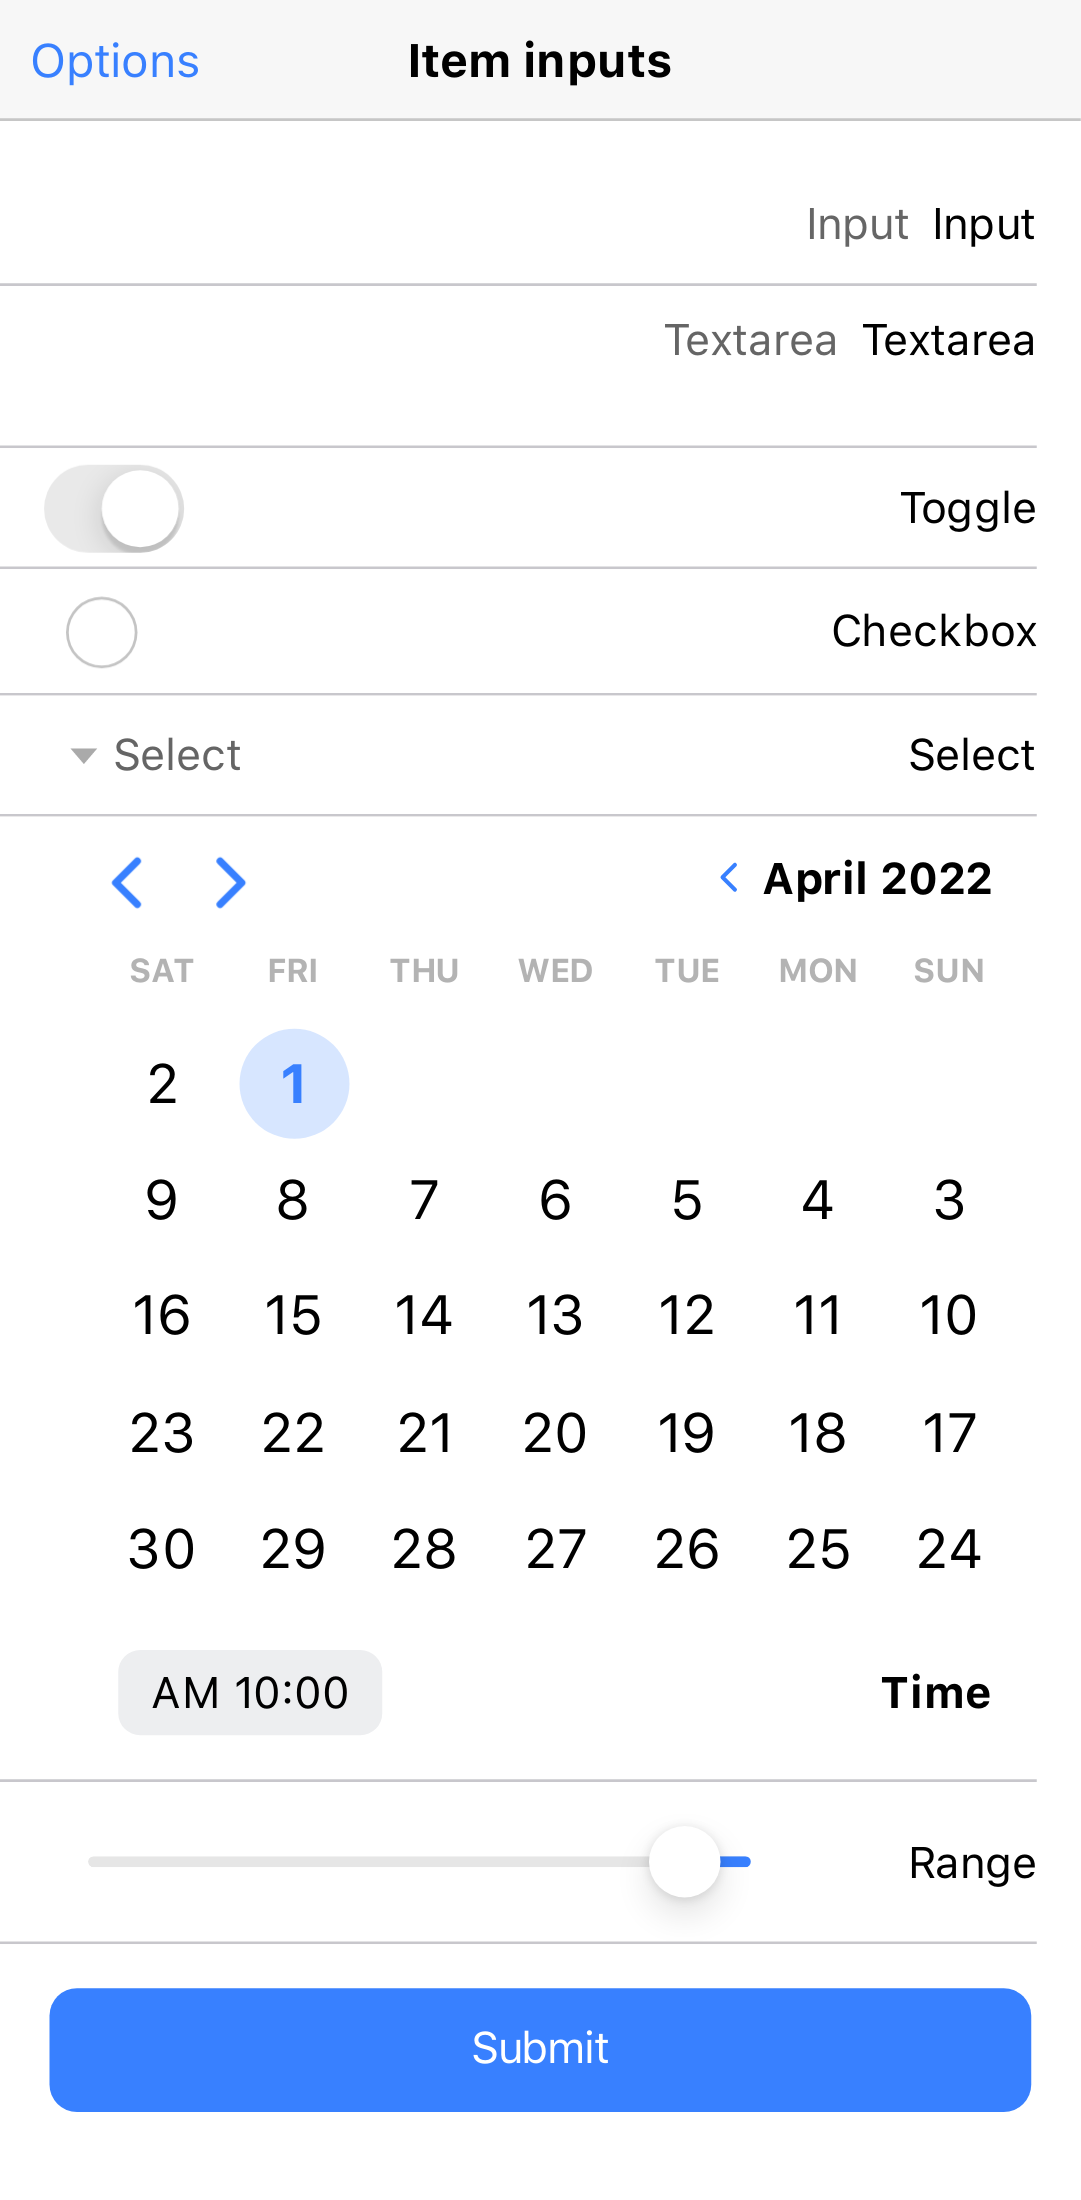 Options Item inputs
Input Input
Textarea Textarea
Toggle
Checkbox
Select Select
April 2022
SAT FRI THU WED TUE MON SUN
2 1
9 8 7 6 5 4 3
16 15 14 13 12 11 10
23 22 21 20 19 18 17
30 29 28 27 26 25 24
AM 10:00 Time
Range
Submit